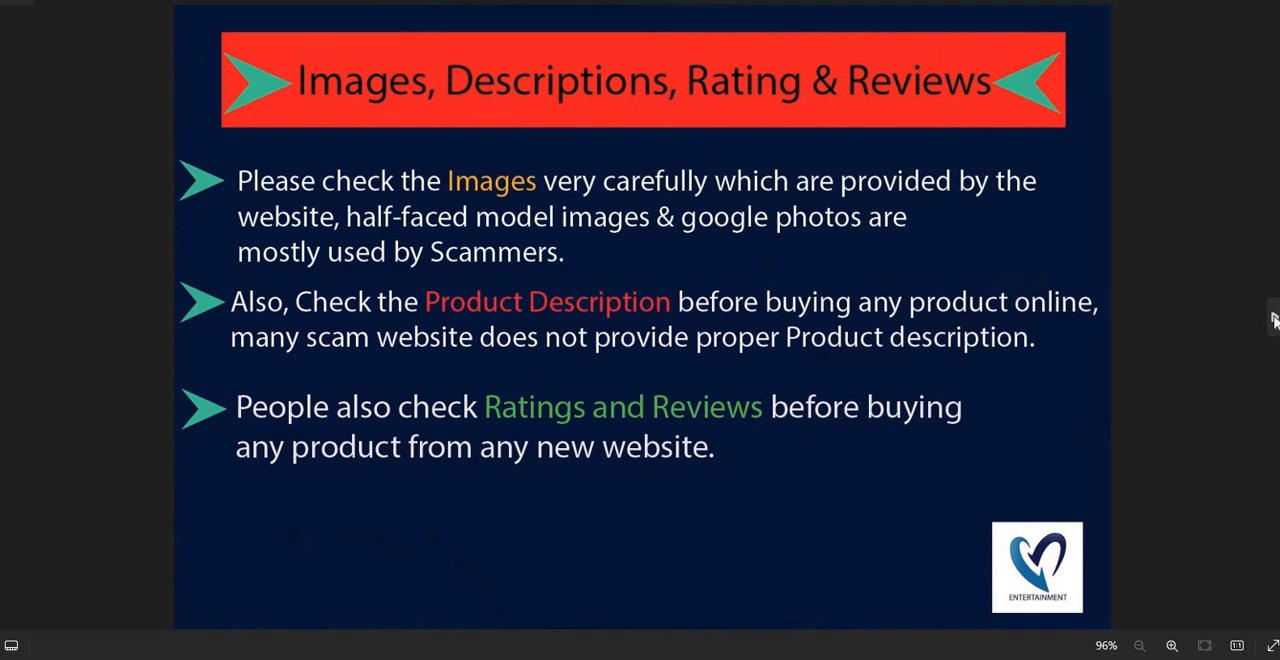 Images, Descriptions, Rating & Reviews
Please check the Images very carefully which are provided by the
website, half-faced model images & google photos are
mostly used by Scammers.
Also, Check the Product Description before buying any product online,
many scam website does not provide proper Product description.
People also check Ratings and Reviews before buying
any product from any new website.
ENTERTAINMENT
96%
1:1